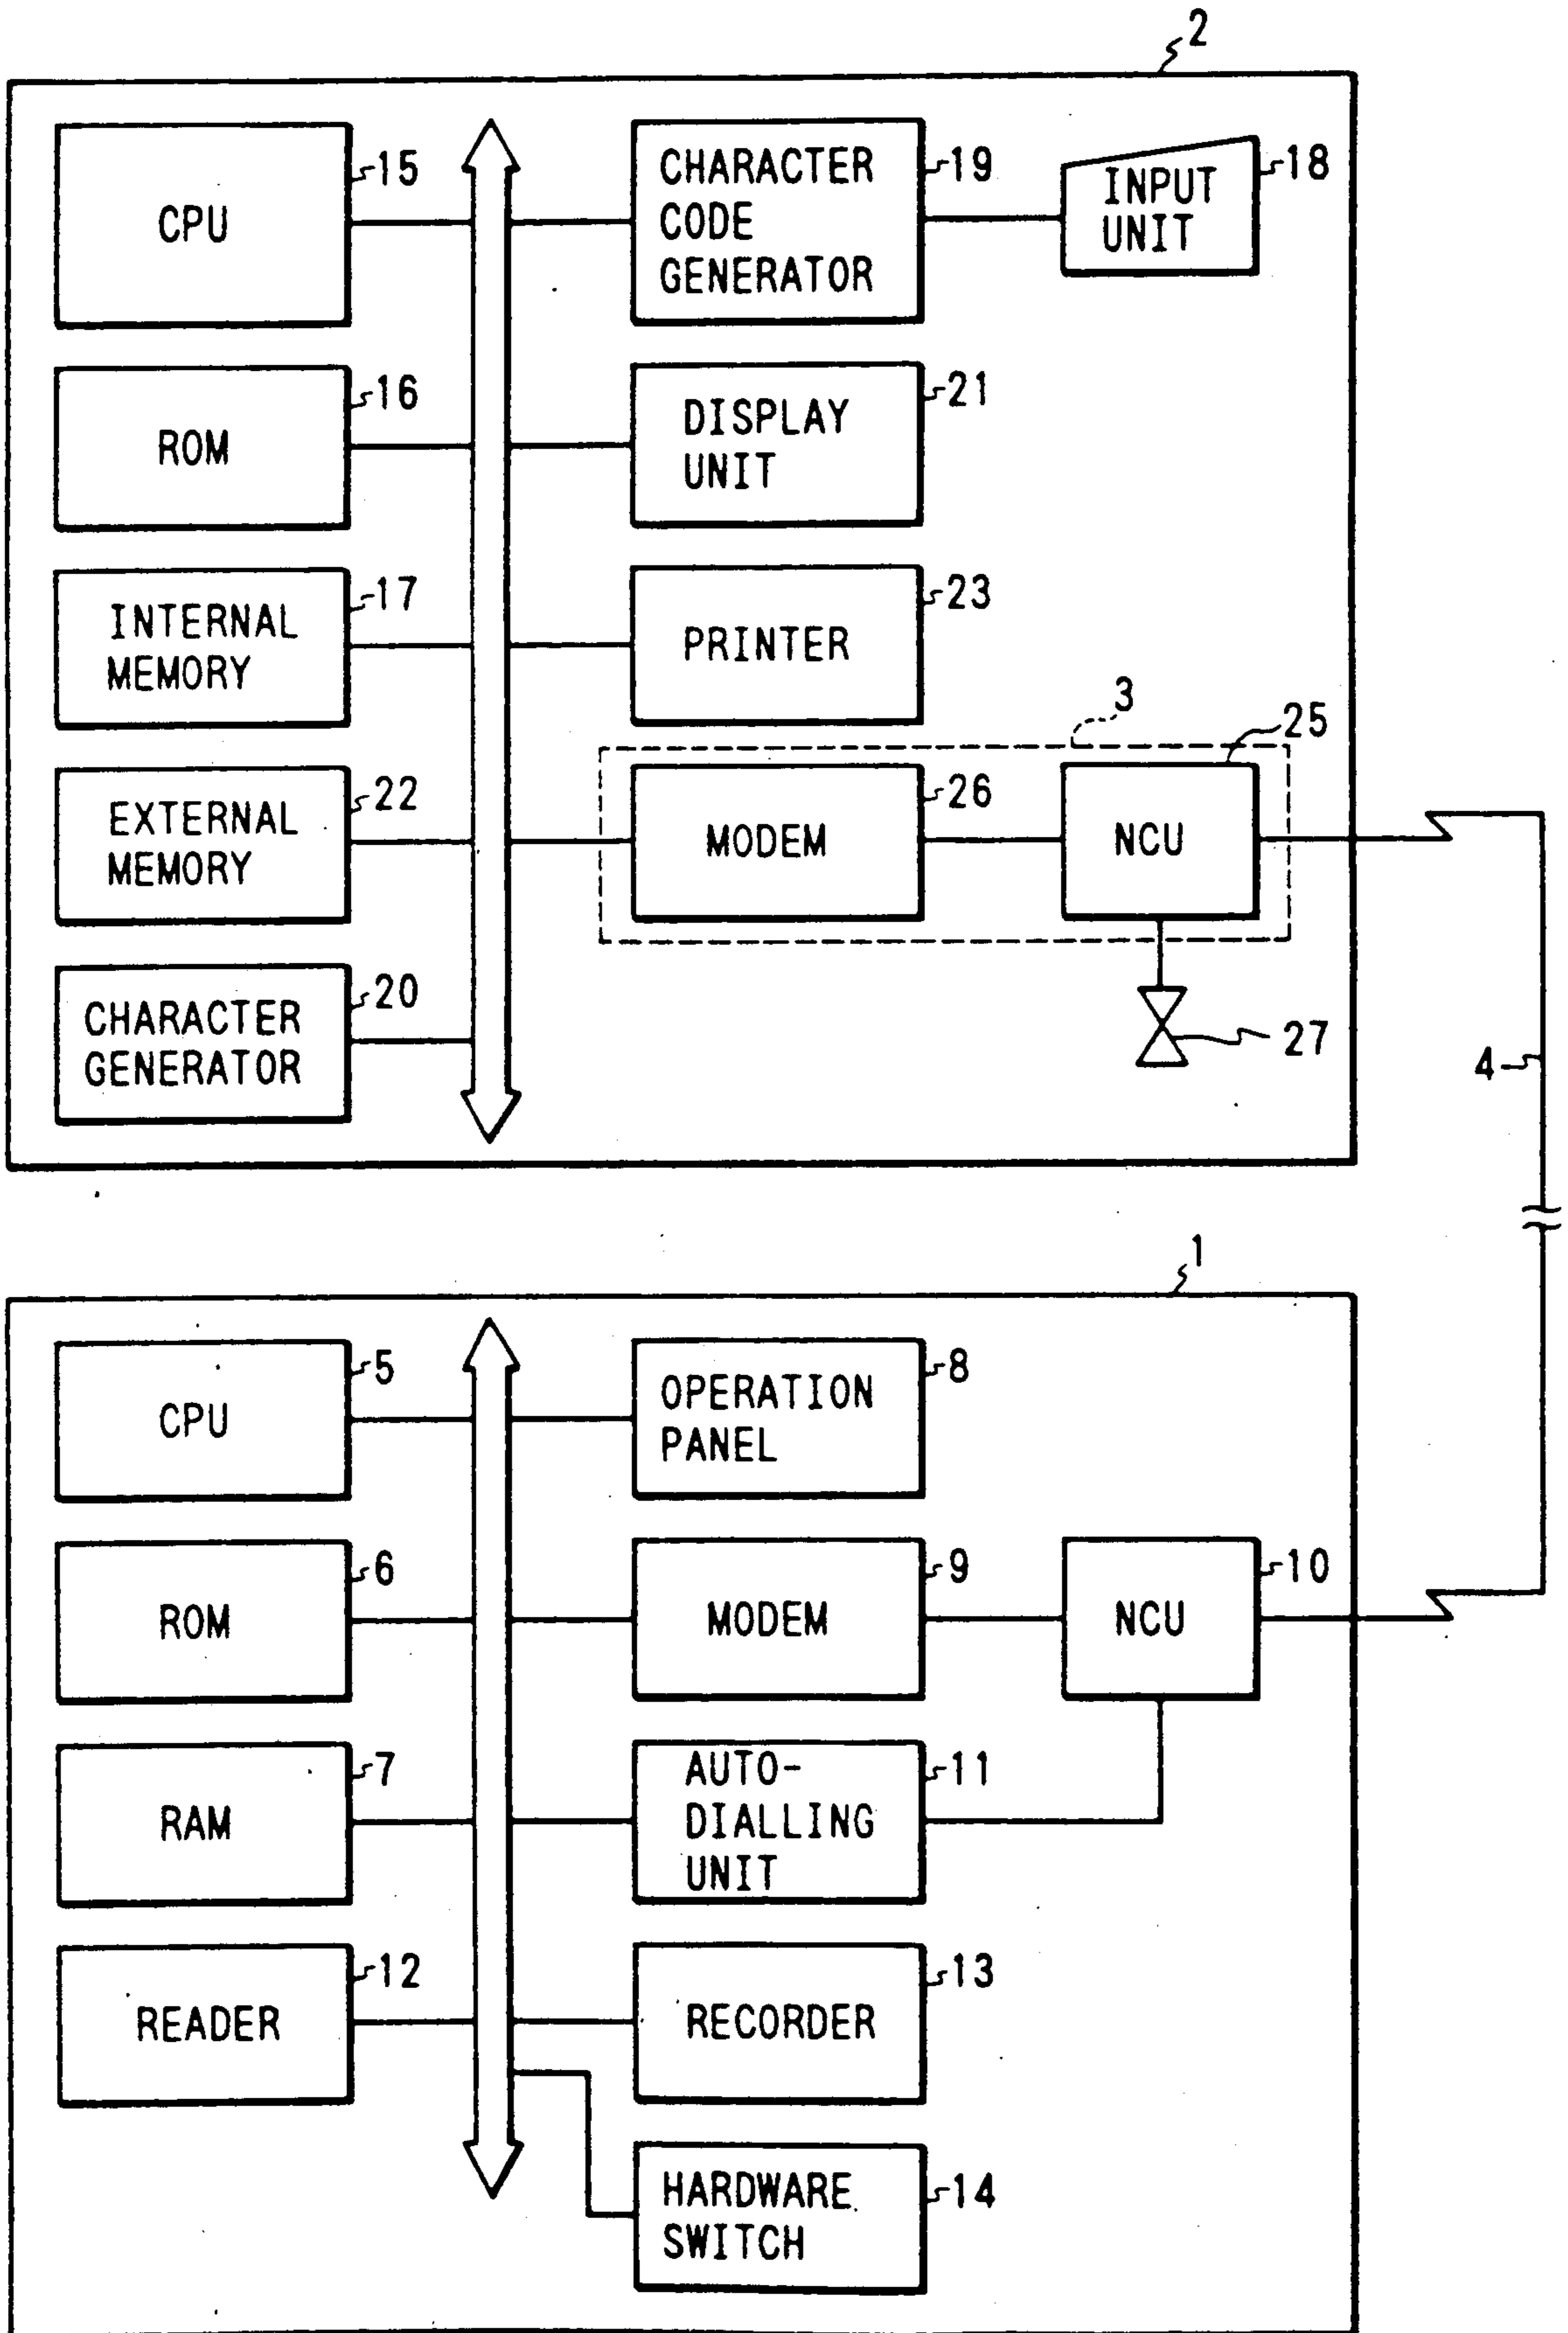 2
CPU
15
CHARACTER
CODE
GENERATOR
19
INPUT
UNIT
18
ROM
16
DISPLAY
UNIT
21
INTERNAL
MEMORY
17
PRINTER
23
3
25
EXTERNAL
MEMORY
22
MODEM
26
NCU
CHARACTER
GENERATOR
20
27
4
1
CPU
5
OPERATION
PANEL
8
ROM
6
MODEM
9
NCU
10
RAM
7
AUTO-
DIALLING
UNIT
11
READER
12
RECORDER
13
HARDWARE
SWITCH
14